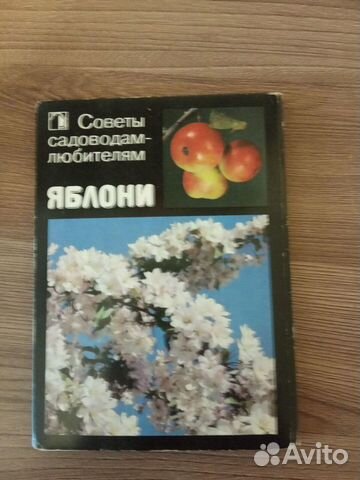 Советы
садоводам-
любителям
ЯБЛОНИ
Avito